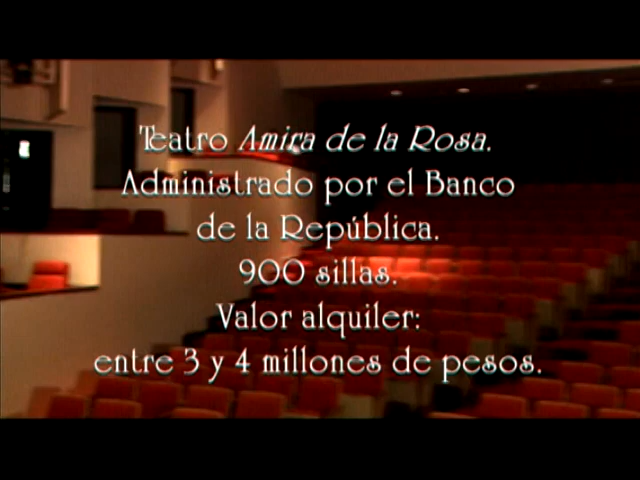 Teatro Amira de la Rosa.
Administrado por el Banco
de la República.
900 sillas.
Valor alquiler:
entre 3 y 4 millones de pesos.